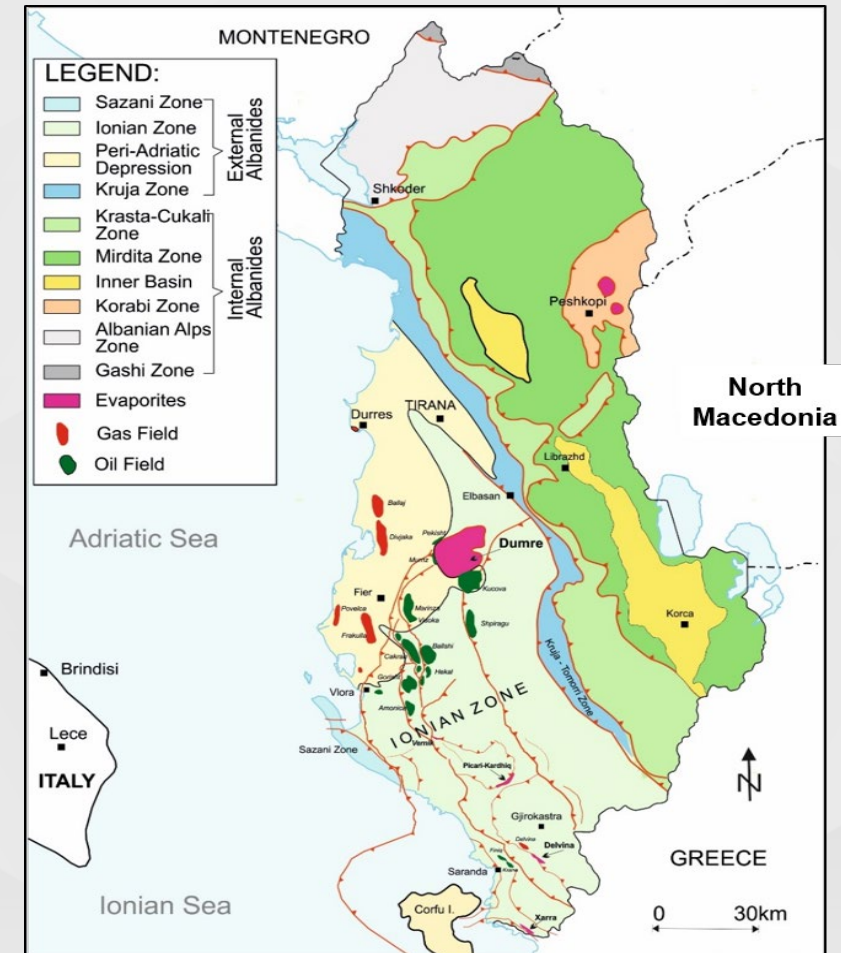 MONTENEGRO
LEGEND:
Sazani Zone
Ionian Zone
Peri-Adriatic
Depression
Kruja Zone
External
Albanides
Krasta-Cukali
Zone
Mirdita Zone
Inner Basin
Korabi Zone
Albanian Alps
Zone
Gashi Zone
Internal
Albanides
Evaporites
Gas Field
Oil Field
Shkoder
Peshkopi
North
Macedonia
TIRANA
Durres
Librazhd
Elbasan
Ballaj
Divjaka
Adriatic Sea
Pekisht
Murriz
Dumre
Kucova
Fier
Marinza
Visoka
Povelca
Shpiragu
Frakulla
Korca
Ballshi
Cakran
Hekal
Gorisht
Kruja - Tomorri Zone
Brindisi
Vlora
Amonica
IONIAN ZONE
Lece
Sazani Zone
ITALY
Picari-Kardhiq
N
Gjirokastra
Delvina
Delvina
Finiq
GREECE
Saranda
Ionian Sea
Corfu I.
Xarra
0 30km